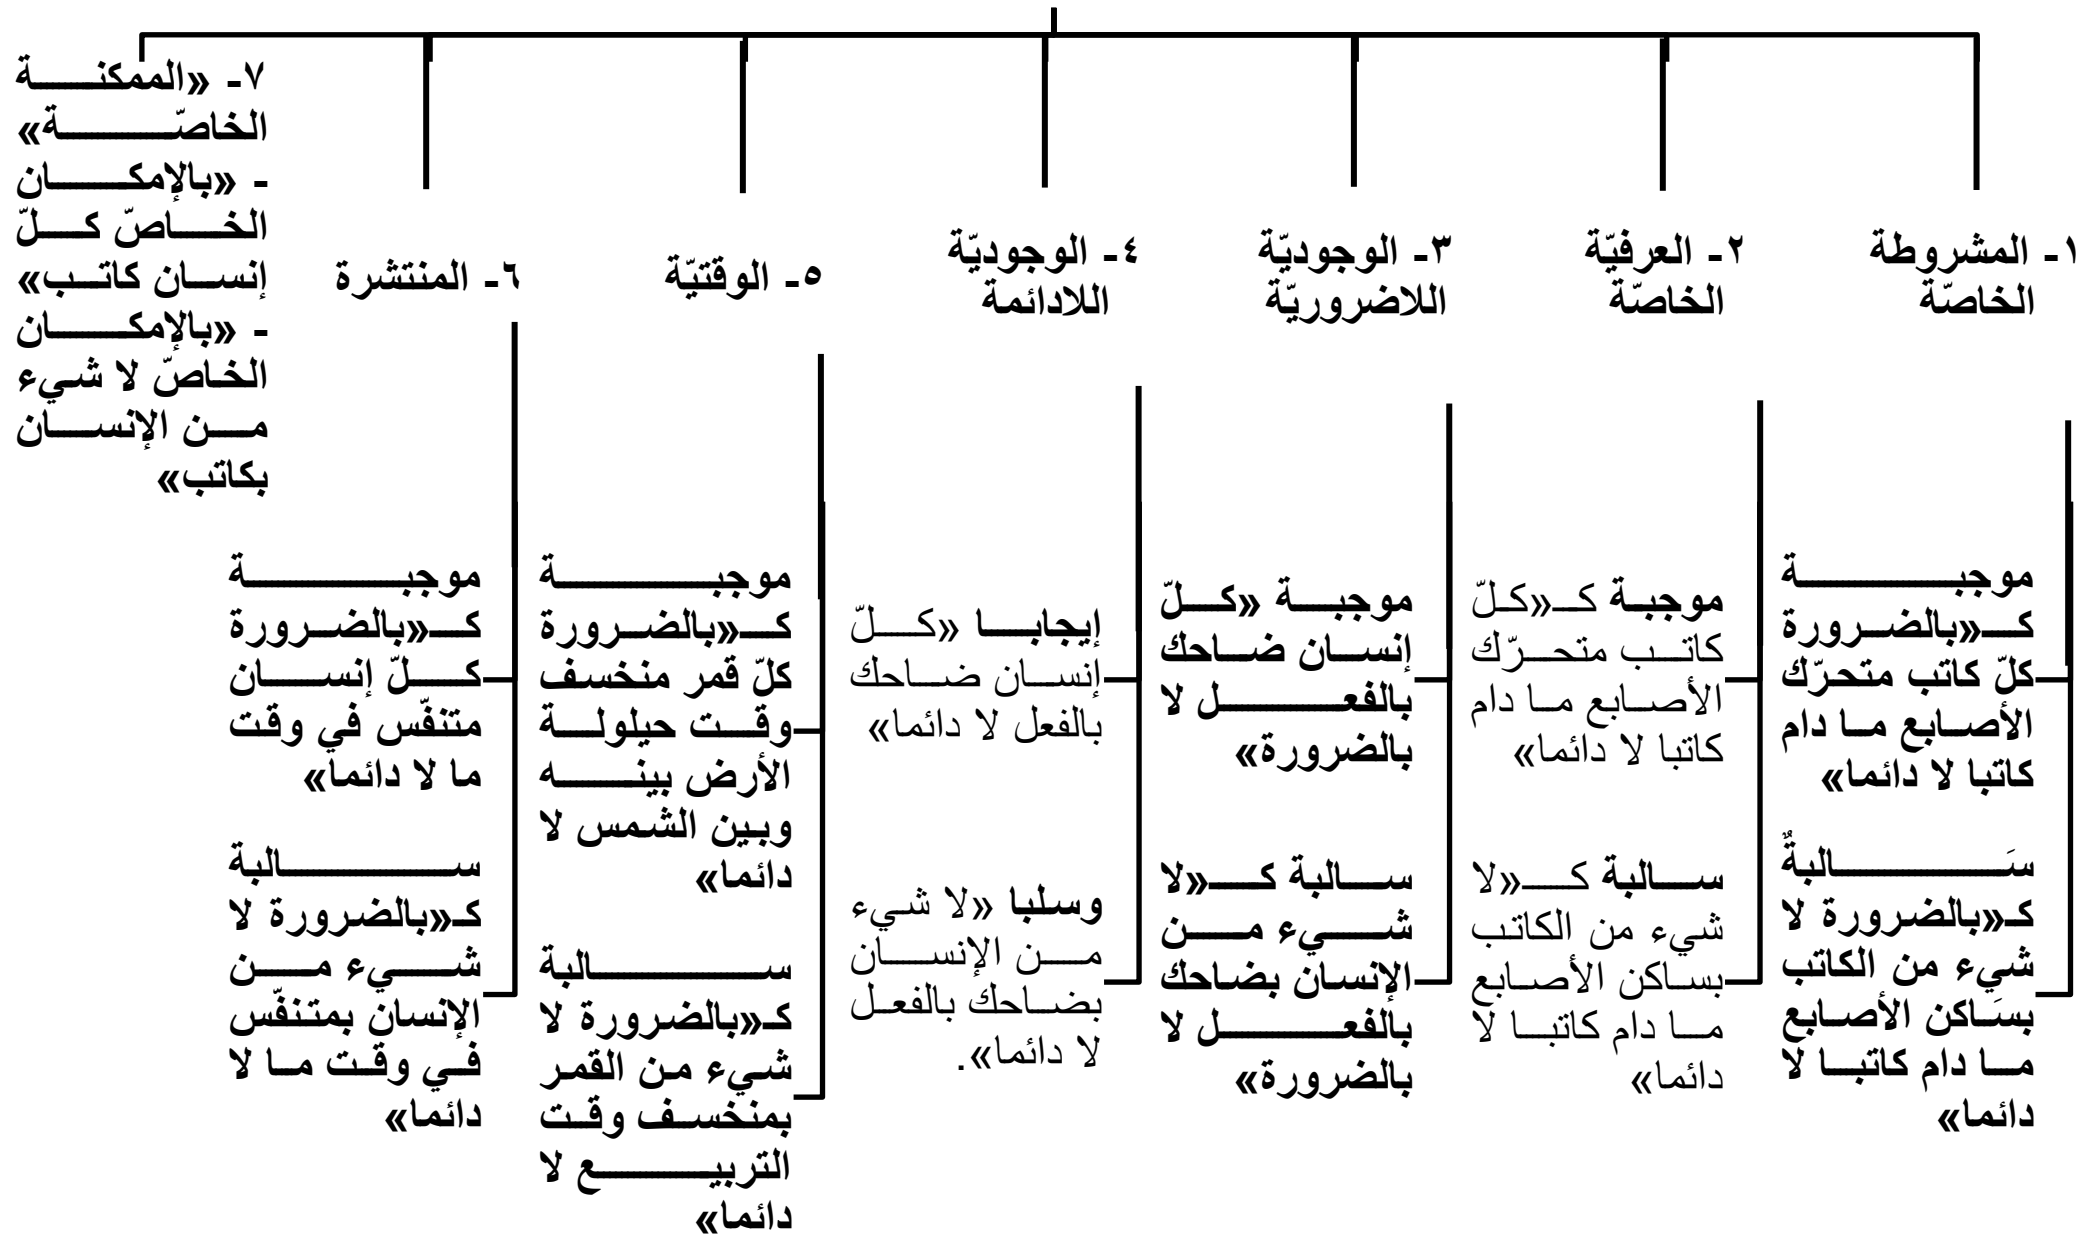 ١- المشروطة
الخاصّة
٢- العرفيّة
الخاصّة
٣- الوجوديّة
اللاضروريّة
٤- الوجوديّة
اللادائمة
٥- الوقتيّة
٦- المنتشرة
٧- «الممكنة
الخاصّة»
- «بالإمكان
الخاصّ كلّ
إنسان كاتب»
- «بالإمكان
الخاصّ لا شيء
من الإنسان
بكاتب»
موجبة
كـ«بالضرورة
كلّ كاتب متحرّك
الأصابع ما دام
كاتبا لا دائما»
سَالبةٌ
كـ«بالضرورة لا
شيء من الكاتب
بسَاكن الأصابع
ما دام كاتبا لا
دائما»
موجبة كـ«كلّ
كاتب متحرّك
الأصابع ما دام
كاتبا لا دائما»
سالبة كـ«لا
شيء من الكاتب
بساكن الأصابع
ما دام كاتبا لا
دائما»
موجبة «كلّ
إنسان ضاحك
بالفعل لا
بالضرورة»
سالبة كـ«لا
شيء من
الإنسان بضاحك
بالفعل لا
بالضرورة»
إيجابا «كلّ
إنسان ضاحك
بالفعل لا دائما»
وسلبا «لا شيء
من الإنسان
بضاحك بالفعل
لا دائما».
موجبة
كـ«بالضرورة
كلّ قمر منخسف
وقت حيلولة
الأرض بينه
وبين الشمس لا
دائما»
سالبة
كـ«بالضرورة لا
شيء من القمر
بمنخسف وقت
التربيع لا
دائما»
موجبة
كـ«بالضرورة
كلّ إنسان
متنفّس في وقت
ما لا دائما»
سالبة
كـ«بالضرورة لا
شيء من
الإنسان بمتنفّس
في وقت ما لا
دائما»